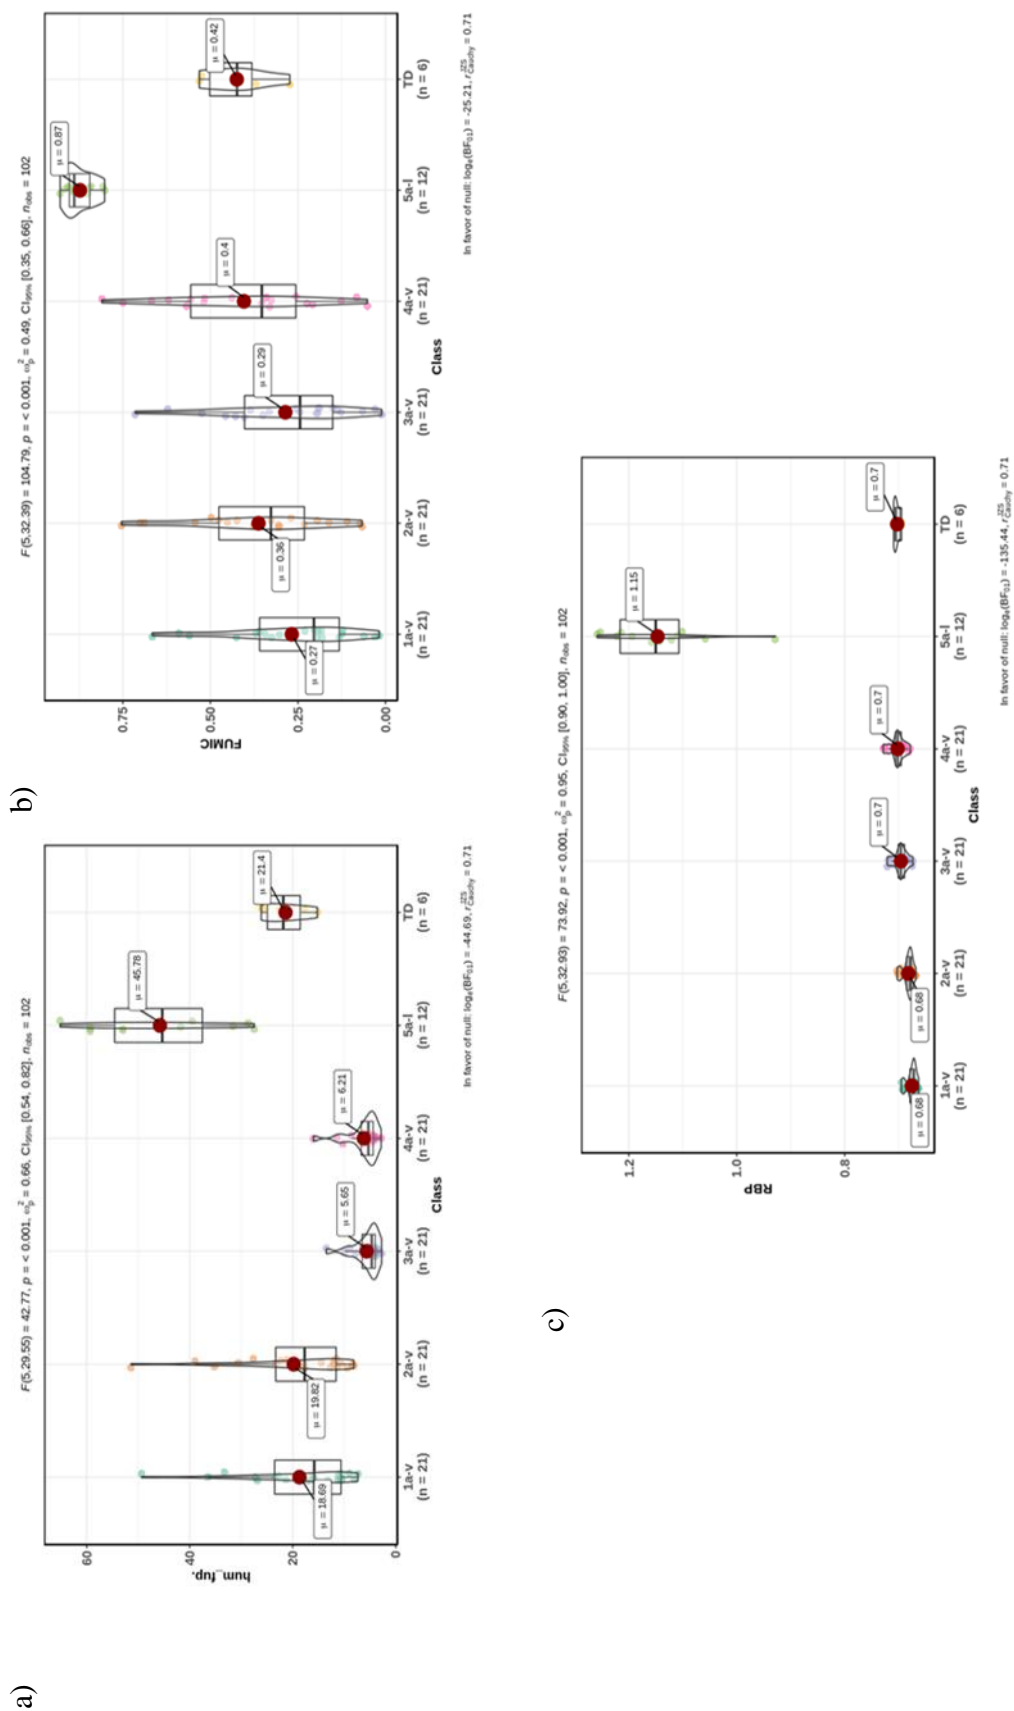 a)
F(5,29.55) = 42.77, p = < 0.001, ω²p = 0.66, CI95% [0.54, 0.82], nobs = 102
hum_fup.
60
40
20
0
μ = 18.69
μ = 19.82
μ = 5.65
μ = 6.21
μ = 45.78
μ = 21.4
1a-v
(n = 21)
2a-v
(n = 21)
3a-v
(n = 21)
4a-v
(n = 21)
5a-l
(n = 12)
TD
(n = 6)
Class
In favor of null: loge(BF01) = -44.69, rJZS Cauchy = 0.71
b)
F(5,32.39) = 104.79, p = < 0.001, ω²p = 0.49, CI95% [0.35, 0.66], nobs = 102
FUMIC
0.75
0.50
0.25
0.00
μ = 0.27
μ = 0.36
μ = 0.29
μ = 0.4
μ = 0.87
μ = 0.42
1a-v
(n = 21)
2a-v
(n = 21)
3a-v
(n = 21)
4a-v
(n = 21)
5a-l
(n = 12)
TD
(n = 6)
Class
In favor of null: loge(BF01) = -25.21, rJZS Cauchy = 0.71
c)
F(5,32.93) = 73.92, p = < 0.001, ω²p = 0.95, CI95% [0.90, 1.00], nobs = 102
RBP
1.2
1.0
0.8
μ = 0.68
μ = 0.68
μ = 0.7
μ = 0.7
μ = 1.15
μ = 0.7
1a-v
(n = 21)
2a-v
(n = 21)
3a-v
(n = 21)
4a-v
(n = 21)
5a-l
(n = 12)
TD
(n = 6)
Class
In favor of null: loge(BF01) = -135.44, rJZS Cauchy = 0.71